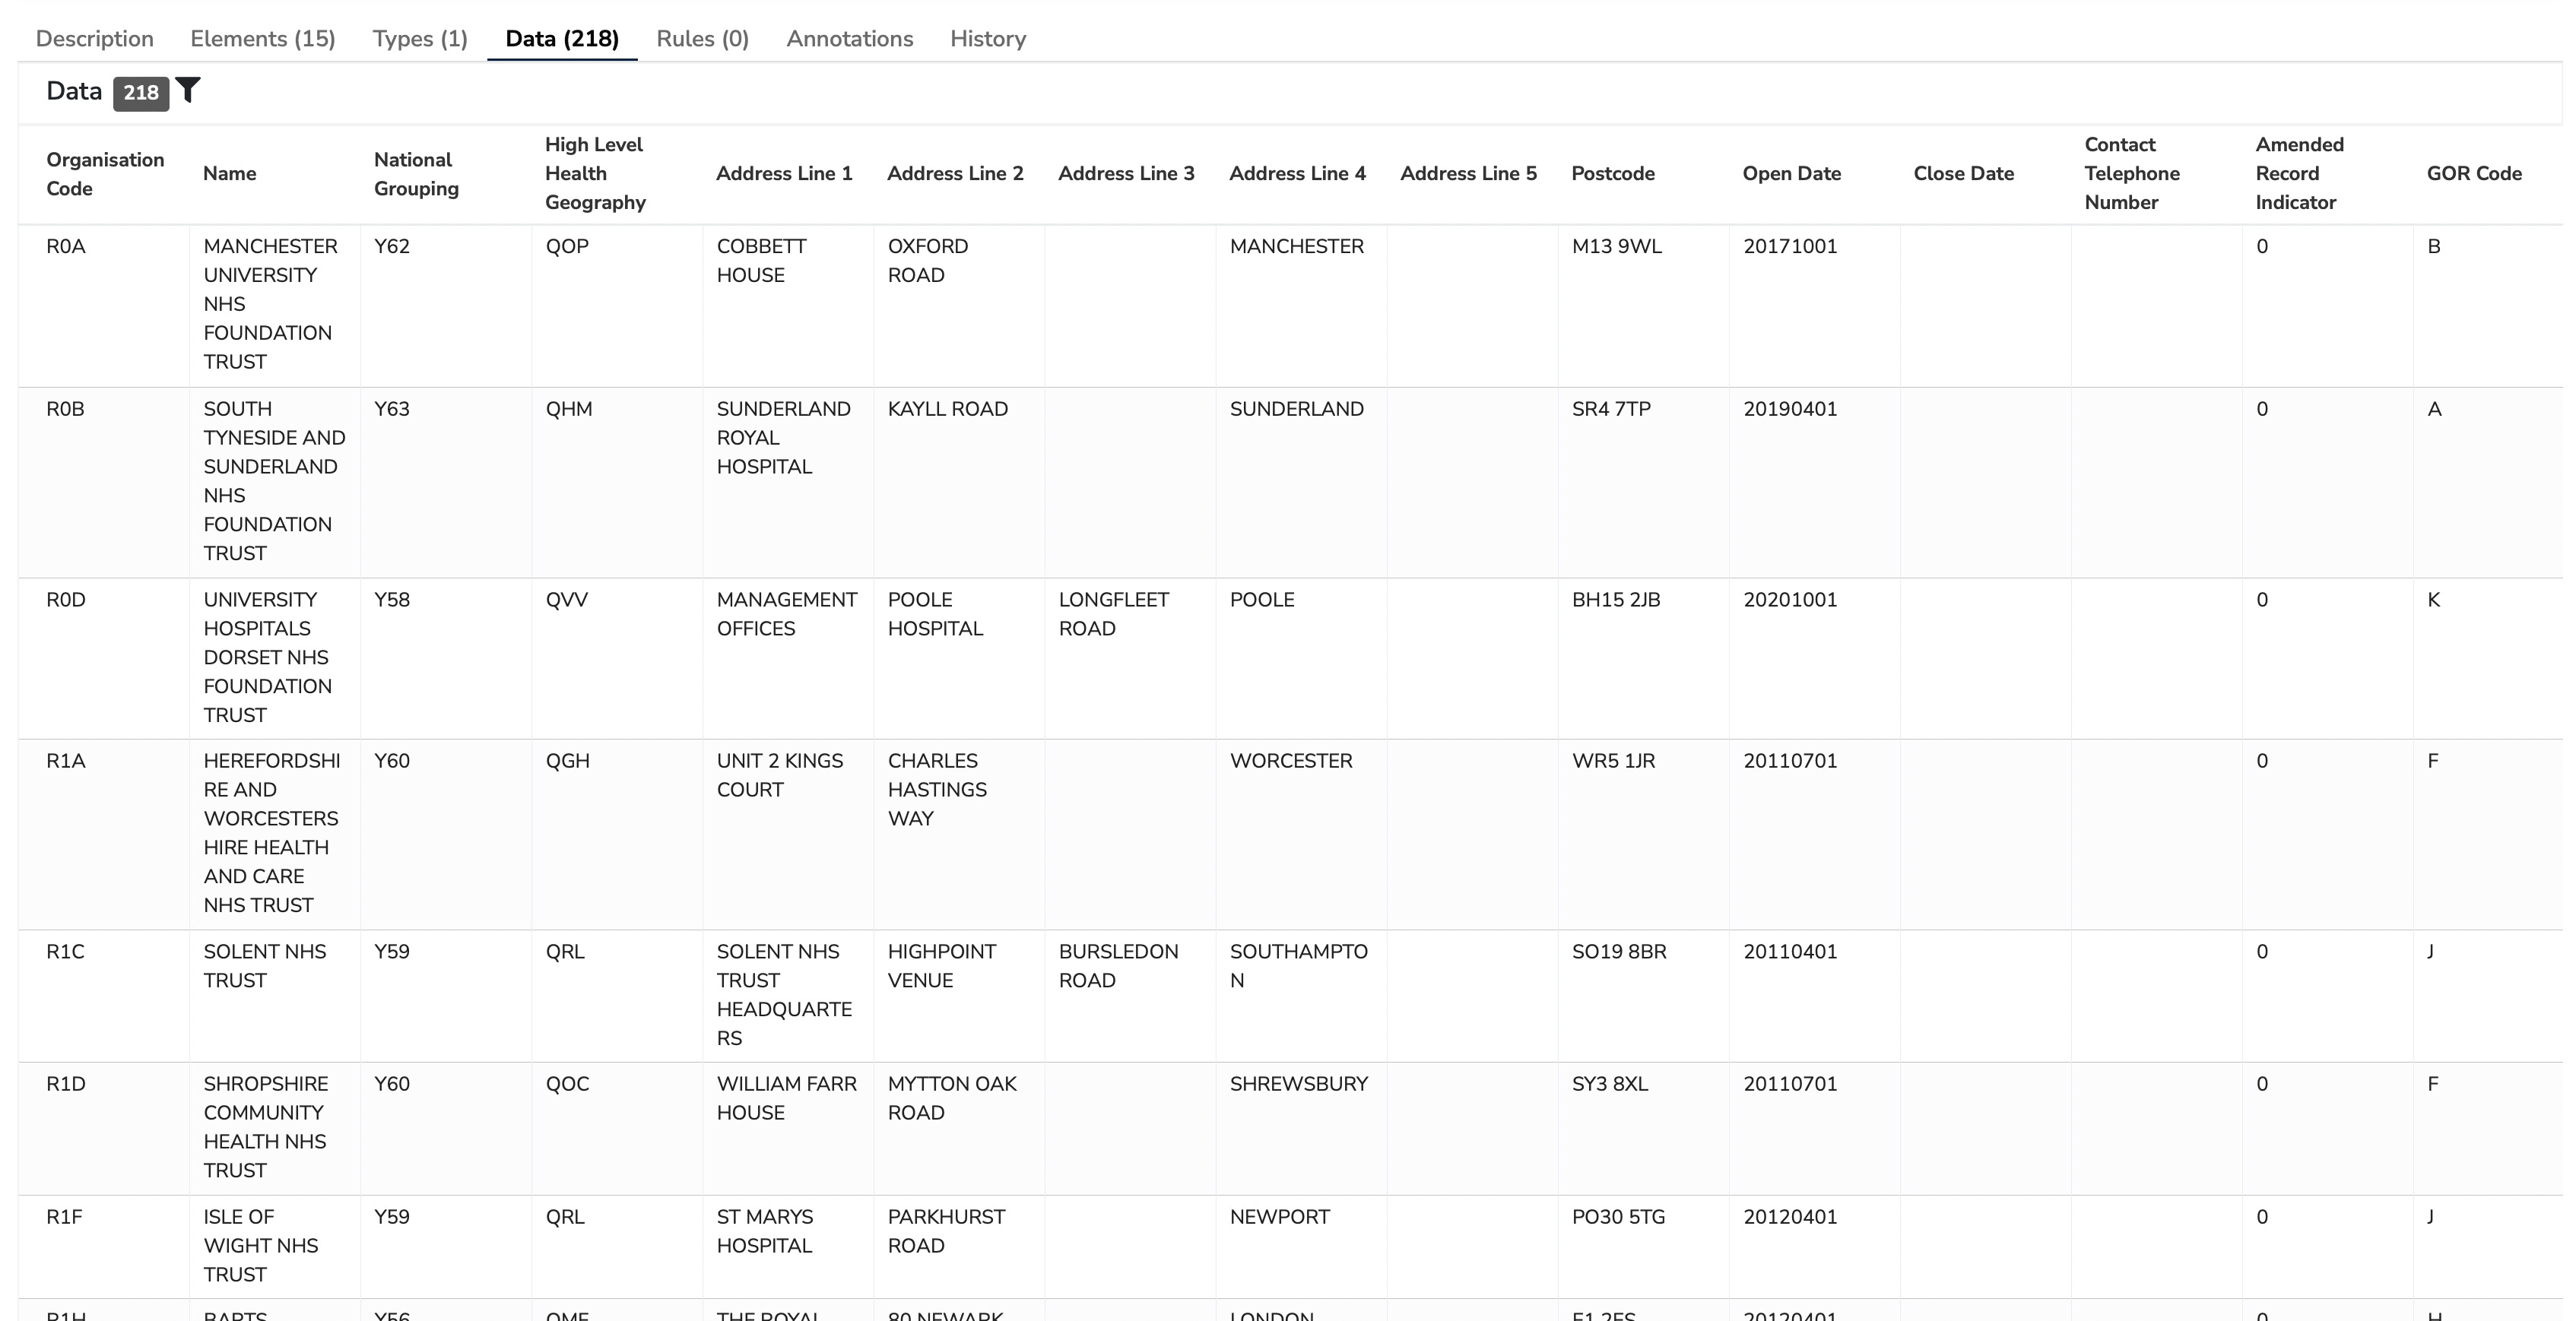 Description Elements (15) Types (1) Data (218) Rules (0) Annotations History
Data 218
Organisation Code Name National Grouping High Level Health Geography Address Line 1 Address Line 2 Address Line 3 Address Line 4 Address Line 5 Postcode Open Date Close Date Contact Telephone Number Amended Record Indicator GOR Code
R0A MANCHESTER Y62 QOP COBBETT OXFORD MANCHESTER M13 9WL 20171001 0 B
UNIVERSITY HOUSE ROAD
NHS
FOUNDATION
TRUST
R0B SOUTH Y63 QHM SUNDERLAND KAYLL ROAD SUNDERLAND SR4 7TP 20190401 0 A
TYNESIDE AND ROYAL
SUNDERLAND HOSPITAL
NHS
FOUNDATION
TRUST
R0D UNIVERSITY Y58 QVV MANAGEMENT POOLE LONGFLEET POOLE BH15 2JB 20201001 0 K
HOSPITALS OFFICES HOSPITAL ROAD
DORSET NHS
FOUNDATION
TRUST
R1A HEREFORDSHI Y60 QGH UNIT 2 KINGS CHARLES WORCESTER WR5 1JR 20110701 0 F
RE AND COURT HASTINGS
WORCESTERS WAY
HIRE HEALTH
AND CARE
NHS TRUST
R1C SOLENT NHS Y59 QRL SOLENT NHS HIGHPOINT BURSLEDON SOUTHAMPTO SO19 8BR 20110401 0 J
TRUST TRUST VENUE ROAD N
HEADQUARTE
RS
R1D SHROPSHIRE Y60 QOC WILLIAM FARR MYTTON OAK SHREWSBURY SY3 8XL 20110701 0 F
COMMUNITY HOUSE ROAD
HEALTH NHS
TRUST
R1F ISLE OF Y59 QRL ST MARYS PARKHURST NEWPORT PO30 5TG 20120401 0 J
WIGHT NHS HOSPITAL ROAD
TRUST
R1H BARTS Y56 THE ROYAL 80 NEWARK LONDON 20120401 0 H